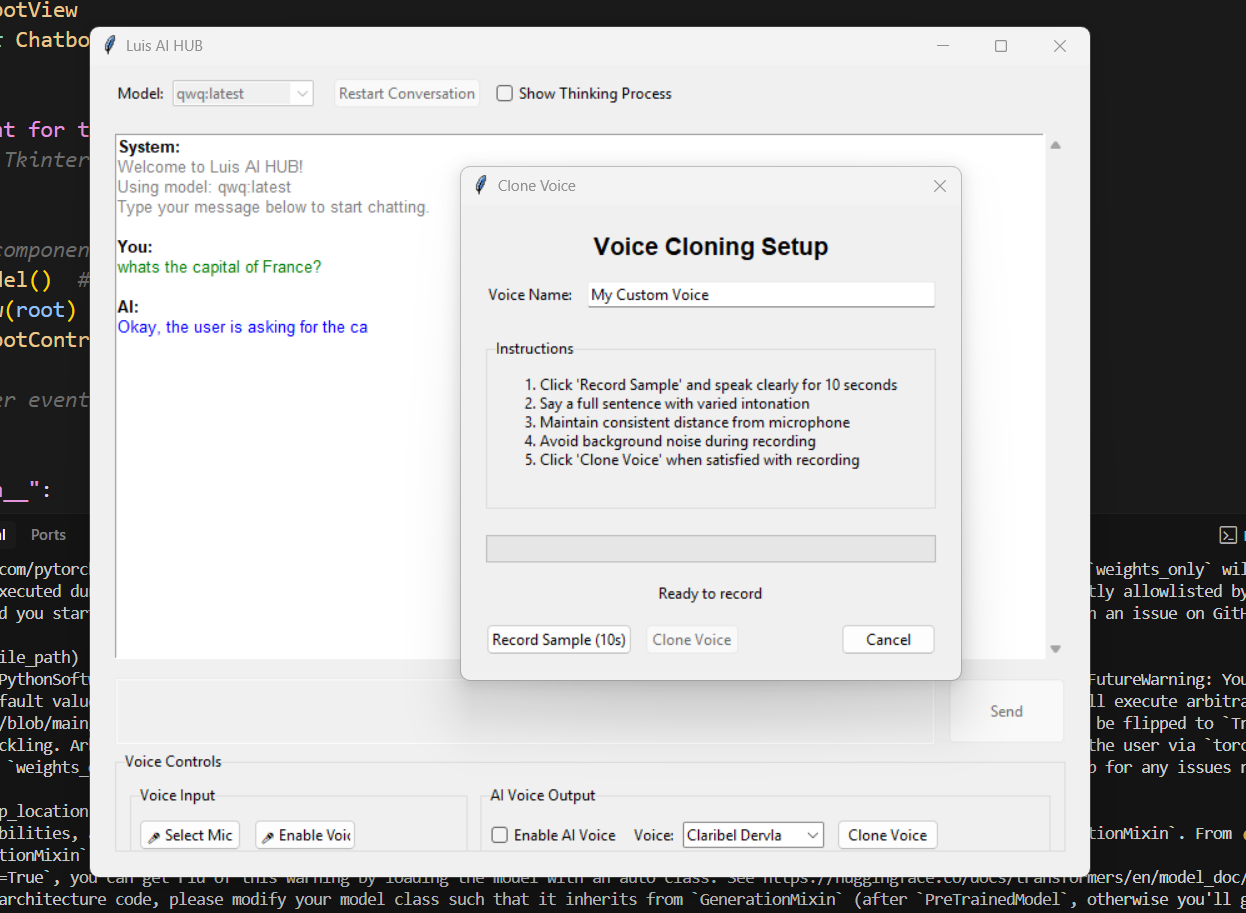 ootView
Chatbo
Luis AI HUB
Model:
qwq:latest
Restart Conversation
Show Thinking Process
nt for t
Tkinter
System:
Welcome to Luis AI HUB!
Using model: qwq:latest
Type your message below to start chatting.
You:
whats the capital of France?
AI:
Okay, the user is asking for the ca
componen
del() #
(root)
ootContr
er event
__":
Clone Voice
Voice Cloning Setup
Voice Name:
My Custom Voice
Instructions
1. Click 'Record Sample' and speak clearly for 10 seconds
2. Say a full sentence with varied intonation
3. Maintain consistent distance from microphone
4. Avoid background noise during recording
5. Click 'Clone Voice' when satisfied with recording
Ready to record
Record Sample (10s)
Clone Voice
Cancel
Ports
com/pytorch
`weights_only` wil
xecuted du
tly allowlisted by
d you star
n an issue on GitH
ile_path)
PythonSoftw
FutureWarning: You
fault valu
ll execute arbitra
/blob/main
be flipped to `Tr
ckling. Ar
the user via `torc
`weights_
for any issues r
Send
Voice Controls
Voice Input
Select Mic
Enable Voic
AI Voice Output
Enable AI Voice
Voice:
Claribel Dervla
Clone Voice
p_location
bilities,
tionMixin`. From
tionMixin`
=True`, you can get rid of this warning by loading the model with an auto class. See https://huggingface.co/docs/transformers/en/model_doc/
architecture code, please modify your model class such that it inherits from `GenerationMixin` (after `PreTrainedModel`, otherwise you'll g